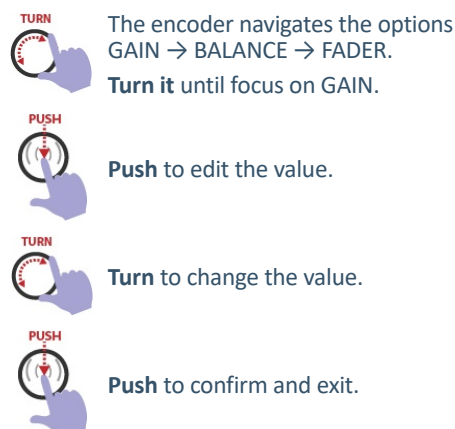 TURN
The encoder navigates the options
GAIN → BALANCE → FADER.
Turn it until focus on GAIN.
PUSH
Push to edit the value.
TURN
Turn to change the value.
PUSH
Push to confirm and exit.